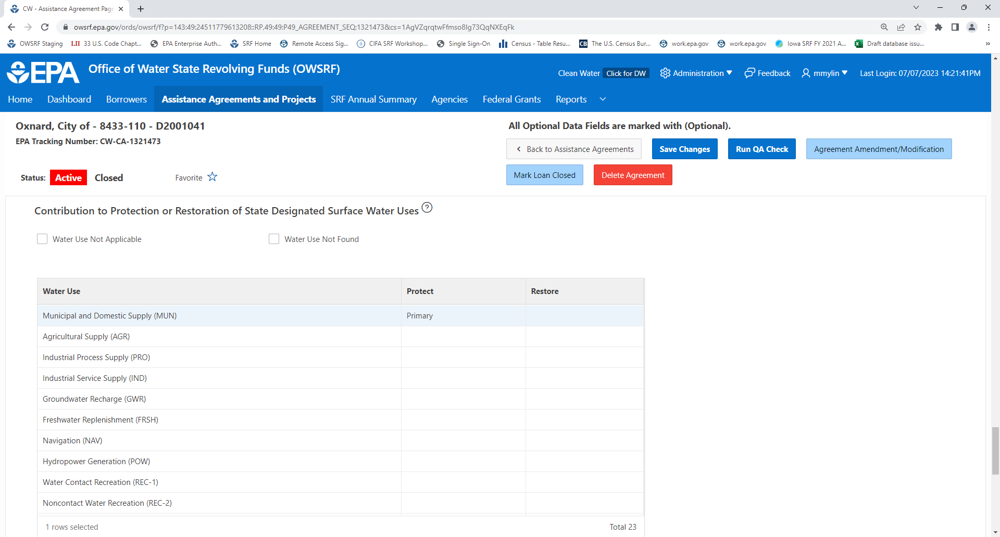 CW - Assistance Agreement Page
owsrf.epa.gov/ords/owsrf/f?p=143:49:24511779613208::RP,49:49:P49_AGREEMENT_SEQ:1321473&cs=1AgVZqrqtwFfmso8Ig73QqNXEqFk
OWSRF Staging LII 33 U.S. Code Chapt... EPA Enterprise Auth... SRF Home Remote Access Sig... CIFA SRF Workshop... Single Sign-On Census - Table Resu... CB The U.S. Census Bur... work.epa.gov work.epa.gov Iowa SRF FY 2021 A... Draft database issu... »
EPA Office of Water State Revolving Funds (OWSRF)
Clean Water Click for DW Administration Feedback mmylin Last Login: 07/07/2023 14:21:41PM
Home Dashboard Borrowers Assistance Agreements and Projects SRF Annual Summary Agencies Federal Grants Reports
Oxnard, City of - 8433-110 - D2001041
EPA Tracking Number: CW-CA-1321473
All Optional Data Fields are marked with (Optional).
Back to Assistance Agreements Save Changes Run QA Check Agreement Amendment/Modification
Status: Active Closed Favorite
Mark Loan Closed Delete Agreement
Contribution to Protection or Restoration of State Designated Surface Water Uses ?
Water Use Not Applicable Water Use Not Found
Water Use Protect Restore
Municipal and Domestic Supply (MUN) Primary
Agricultural Supply (AGR)
Industrial Process Supply (PRO)
Industrial Service Supply (IND)
Groundwater Recharge (GWR)
Freshwater Replenishment (FRSH)
Navigation (NAV)
Hydropower Generation (POW)
Water Contact Recreation (REC-1)
Noncontact Water Recreation (REC-2)
1 rows selected Total 23